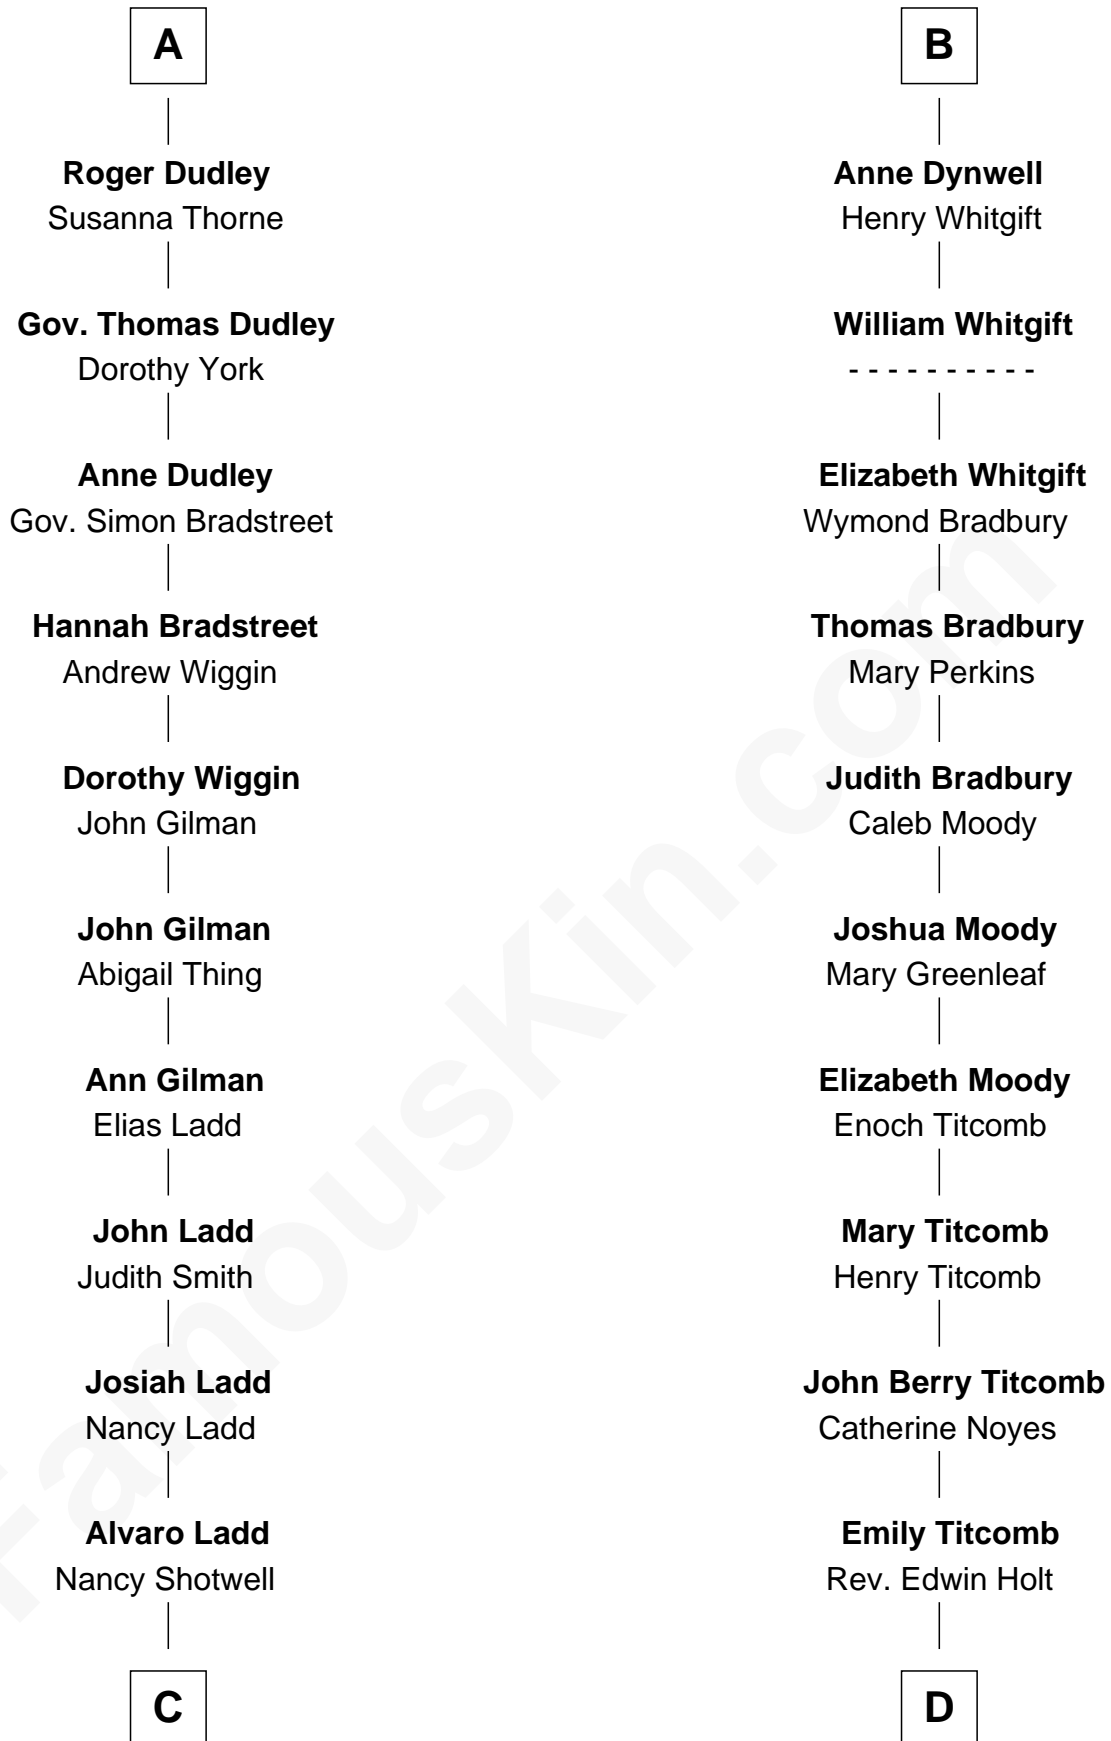 A
Roger Dudley
Susanna Thorne
Gov. Thomas Dudley
Dorothy York
Anne Dudley
Gov. Simon Bradstreet
Hannah Bradstreet
Andrew Wiggin
Dorothy Wiggin
John Gilman
John Gilman
Abigail Thing
Ann Gilman
Elias Ladd
John Ladd
Judith Smith
Josiah Ladd
Nancy Ladd
Alvaro Ladd
Nancy Shotwell
C
B
Anne Dynwell
Henry Whitgift
William Whitgift
- - - - - - - - - -
Elizabeth Whitgift
Wymond Bradbury
Thomas Bradbury
Mary Perkins
Judith Bradbury
Caleb Moody
Joshua Moody
Mary Greenleaf
Elizabeth Moody
Enoch Titcomb
Mary Titcomb
Henry Titcomb
John Berry Titcomb
Catherine Noyes
Emily Titcomb
Rev. Edwin Holt
D
FamousKin.com